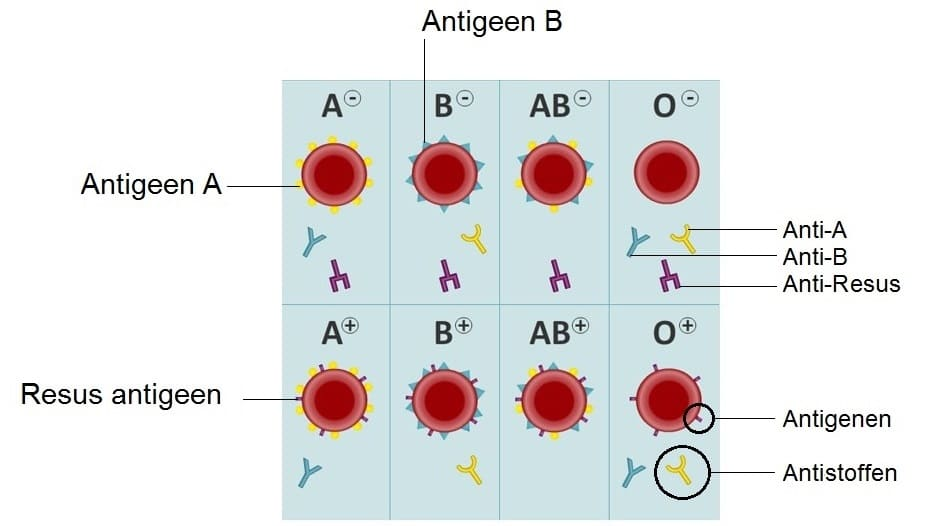 Antigeen B
A⊖ B⊖ AB⊖ O⊖
Antigeen A
Anti-A
Anti-B
Anti-Resus
A⊕ B⊕ AB⊕ O⊕
Resus antigeen
Antigenen
Antistoffen